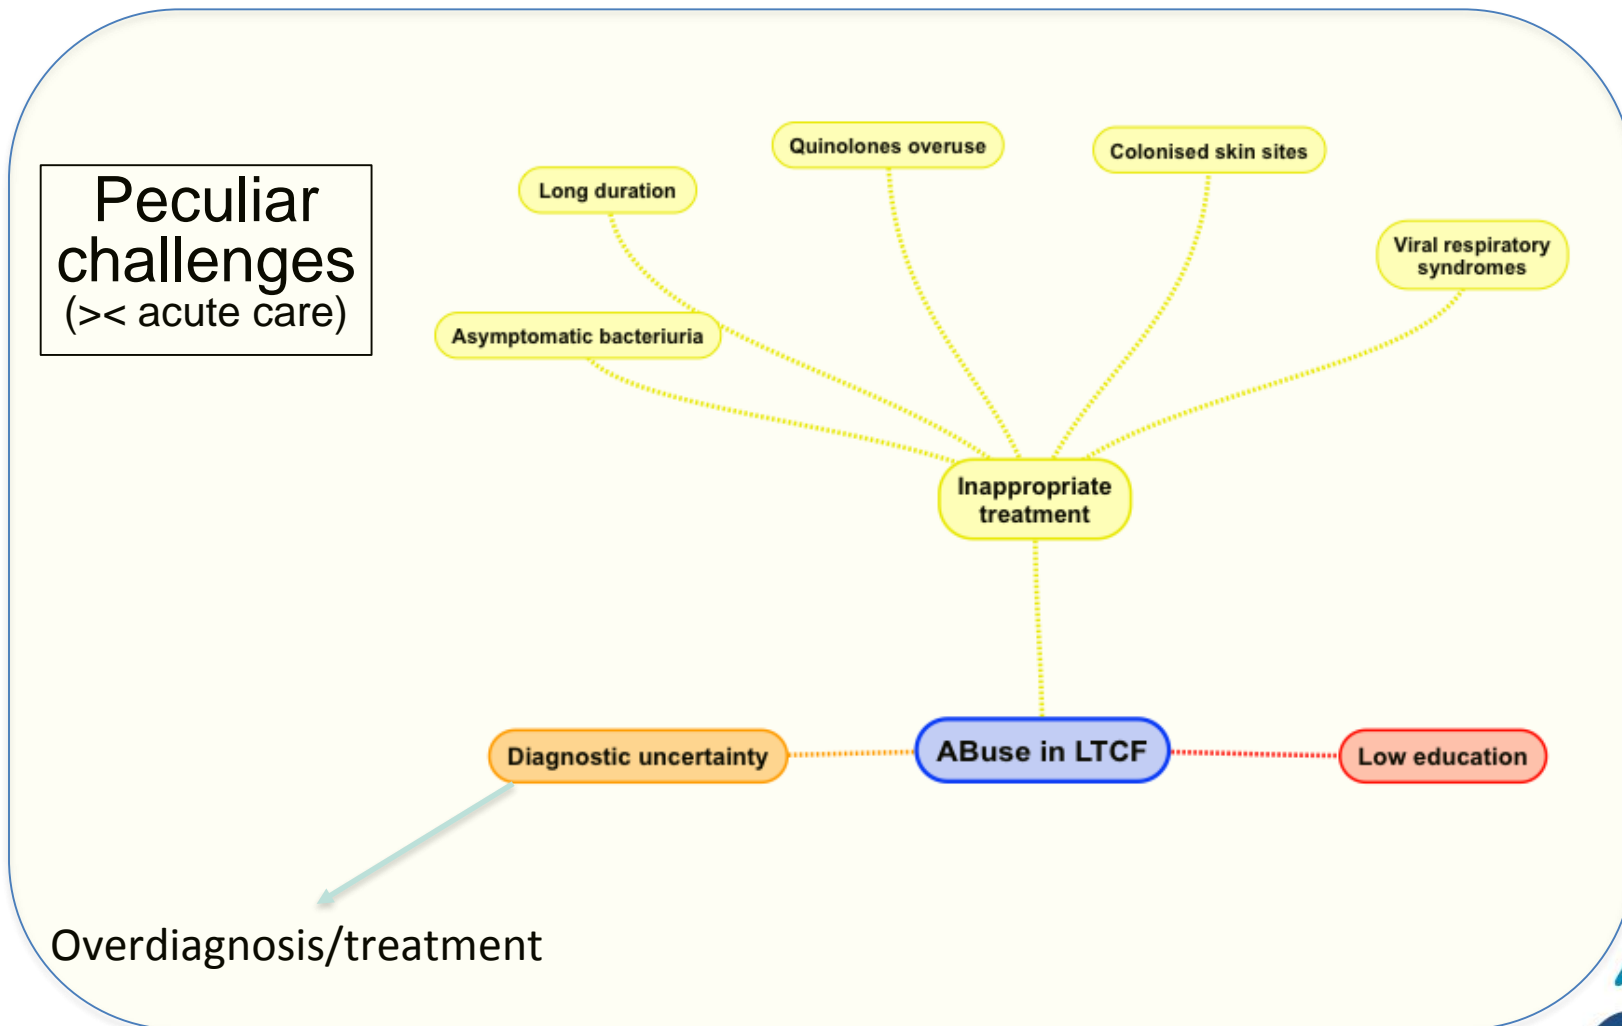 Peculiar
challenges
(>< acute care)
Quinolones overuse
Colonised skin sites
Long duration
Viral respiratory
syndromes
Asymptomatic bacteriuria
Inappropriate
treatment
Diagnostic uncertainty
ABuse in LTCF
Low education
Overdiagnosis/treatment